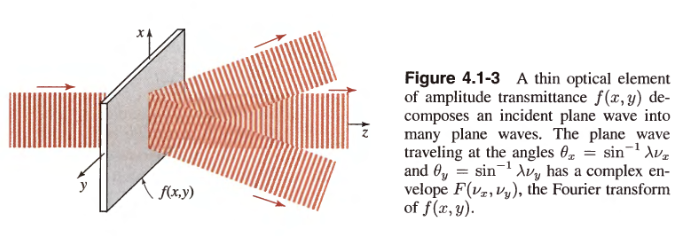 x
z
y
f(x,y)
Figure 4.1-3 A thin optical element
of amplitude transmittance f(x, y) de-
composes an incident plane wave into
many plane waves. The plane wave
traveling at the angles θx = sin⁻¹ λνx
and θy = sin⁻¹ λνy has a complex en-
velope F(νx, νy), the Fourier transform
of f(x, y).